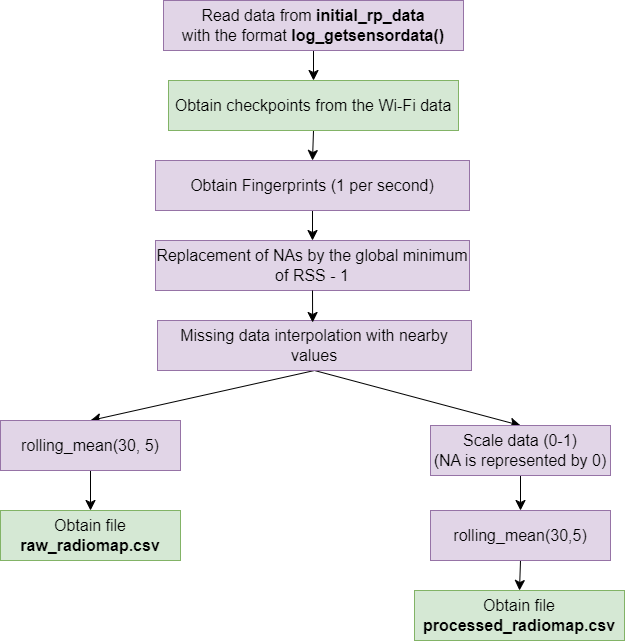 Read data from initial_rp_data
with the format log_getsensordata()
Obtain checkpoints from the Wi-Fi data
Obtain Fingerprints (1 per second)
Replacement of NAs by the global minimum
of RSS - 1
Missing data interpolation with nearby
values
rolling_mean(30, 5)
Obtain file
raw_radiomap.csv
Scale data (0-1)
(NA is represented by 0)
rolling_mean(30,5)
Obtain file
processed_radiomap.csv